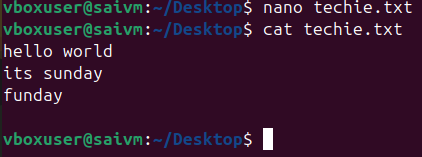 vboxuser@saivm:~/Desktop$ nano techie.txt
vboxuser@saivm:~/Desktop$ cat techie.txt
hello world
its sunday
funday
vboxuser@saivm:~/Desktop$